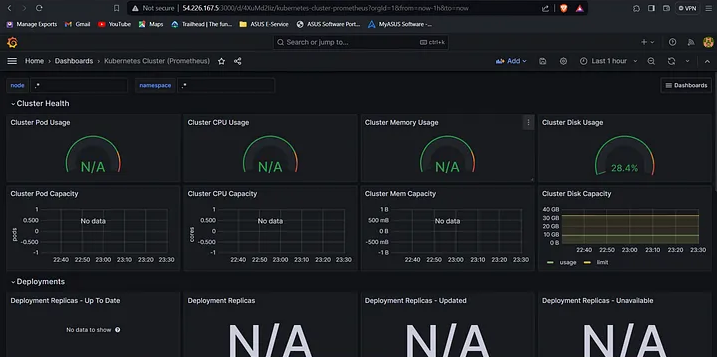 Not secure 54.226.167.5:3000/d/4XuMd2Iiz/kubernetes-cluster-prometheus?orgId=1&from=now-1h&to=now
VPN
Manage Exports Gmail YouTube Maps Trailhead | The fun... ASUS E-Service ASUS Software Port... MyASUS Software -...
Search or jump to... ctrl+k
Home › Dashboards › Kubernetes Cluster (Prometheus)
Add Last 1 hour
node .* namespace .* Dashboards
Cluster Health
Cluster Pod Usage Cluster CPU Usage Cluster Memory Usage Cluster Disk Usage
N/A N/A N/A 28.4%
Cluster Pod Capacity Cluster CPU Capacity Cluster Mem Capacity Cluster Disk Capacity
1 1 1 B 40 GB
No data No data No data
0.500 0.500 500 mB 30 GB
0 0 0 B 20 GB
-0.500 -0.500 -500 mB 10 GB
-1 -1 -1 B 0 B
pods cores
22:40 22:50 23:00 23:10 23:20 23:30 22:40 22:50 23:00 23:10 23:20 23:30 22:40 22:50 23:00 23:10 23:20 23:30 22:40 22:50 23:00 23:10 23:20 23:30
usage limit
Deployments
Deployment Replicas - Up To Date Deployment Replicas Deployment Replicas - Updated Deployment Replicas - Unavailable
No data to show N/A N/A N/A